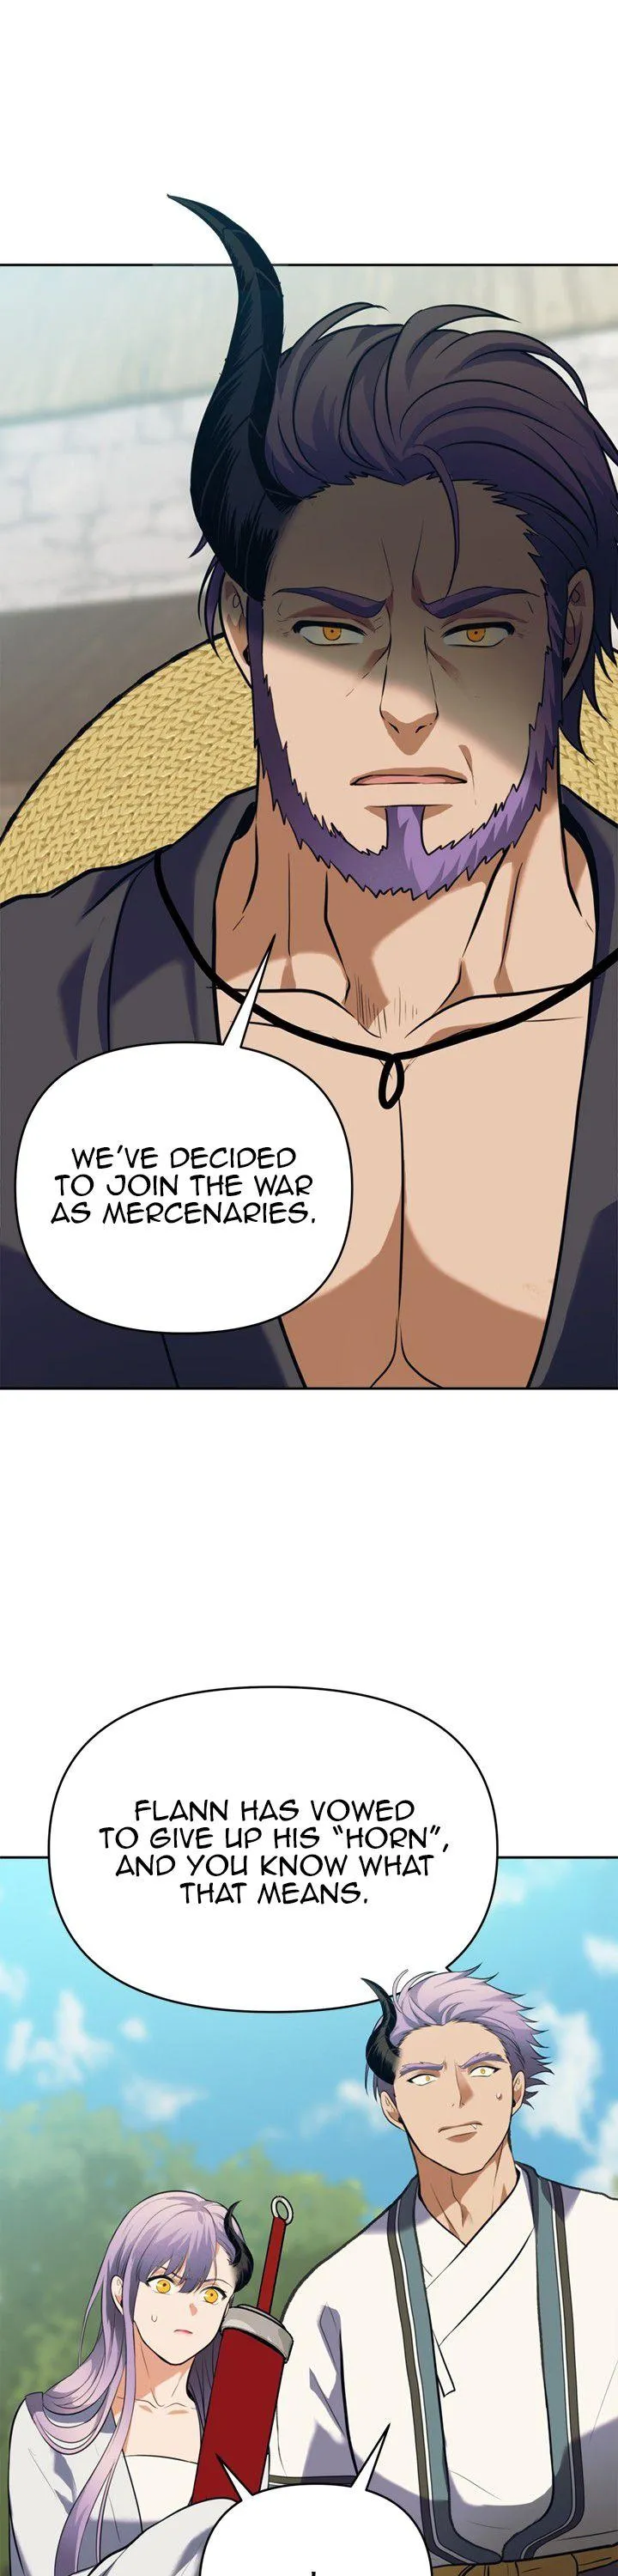 WE'VE DECIDED
TO JOIN THE WAR
AS MERCENARIES.
FLANN HAS VOWED
TO GIVE UP HIS "HORN",
AND YOU KNOW WHAT
THAT MEANS.